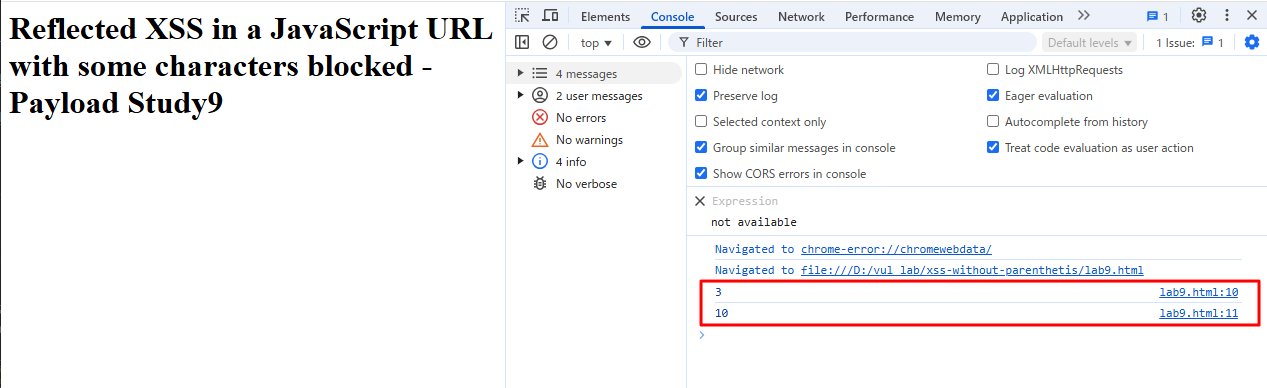 Reflected XSS in a JavaScript URL
with some characters blocked -
Payload Study9
Elements Console Sources Network Performance Memory Application 1
top Filter Default levels 1 Issue: 1
4 messages
2 user messages
No errors
No warnings
4 info
No verbose
Hide network Log XMLHttpRequests
Preserve log Eager evaluation
Selected context only Autocomplete from history
Group similar messages in console Treat code evaluation as user action
Show CORS errors in console
Expression
not available
Navigated to chrome-error://chromewebdata/
Navigated to file:///D:/vul lab/xss-without-parenthetis/lab9.html
3 lab9.html:10
10 lab9.html:11